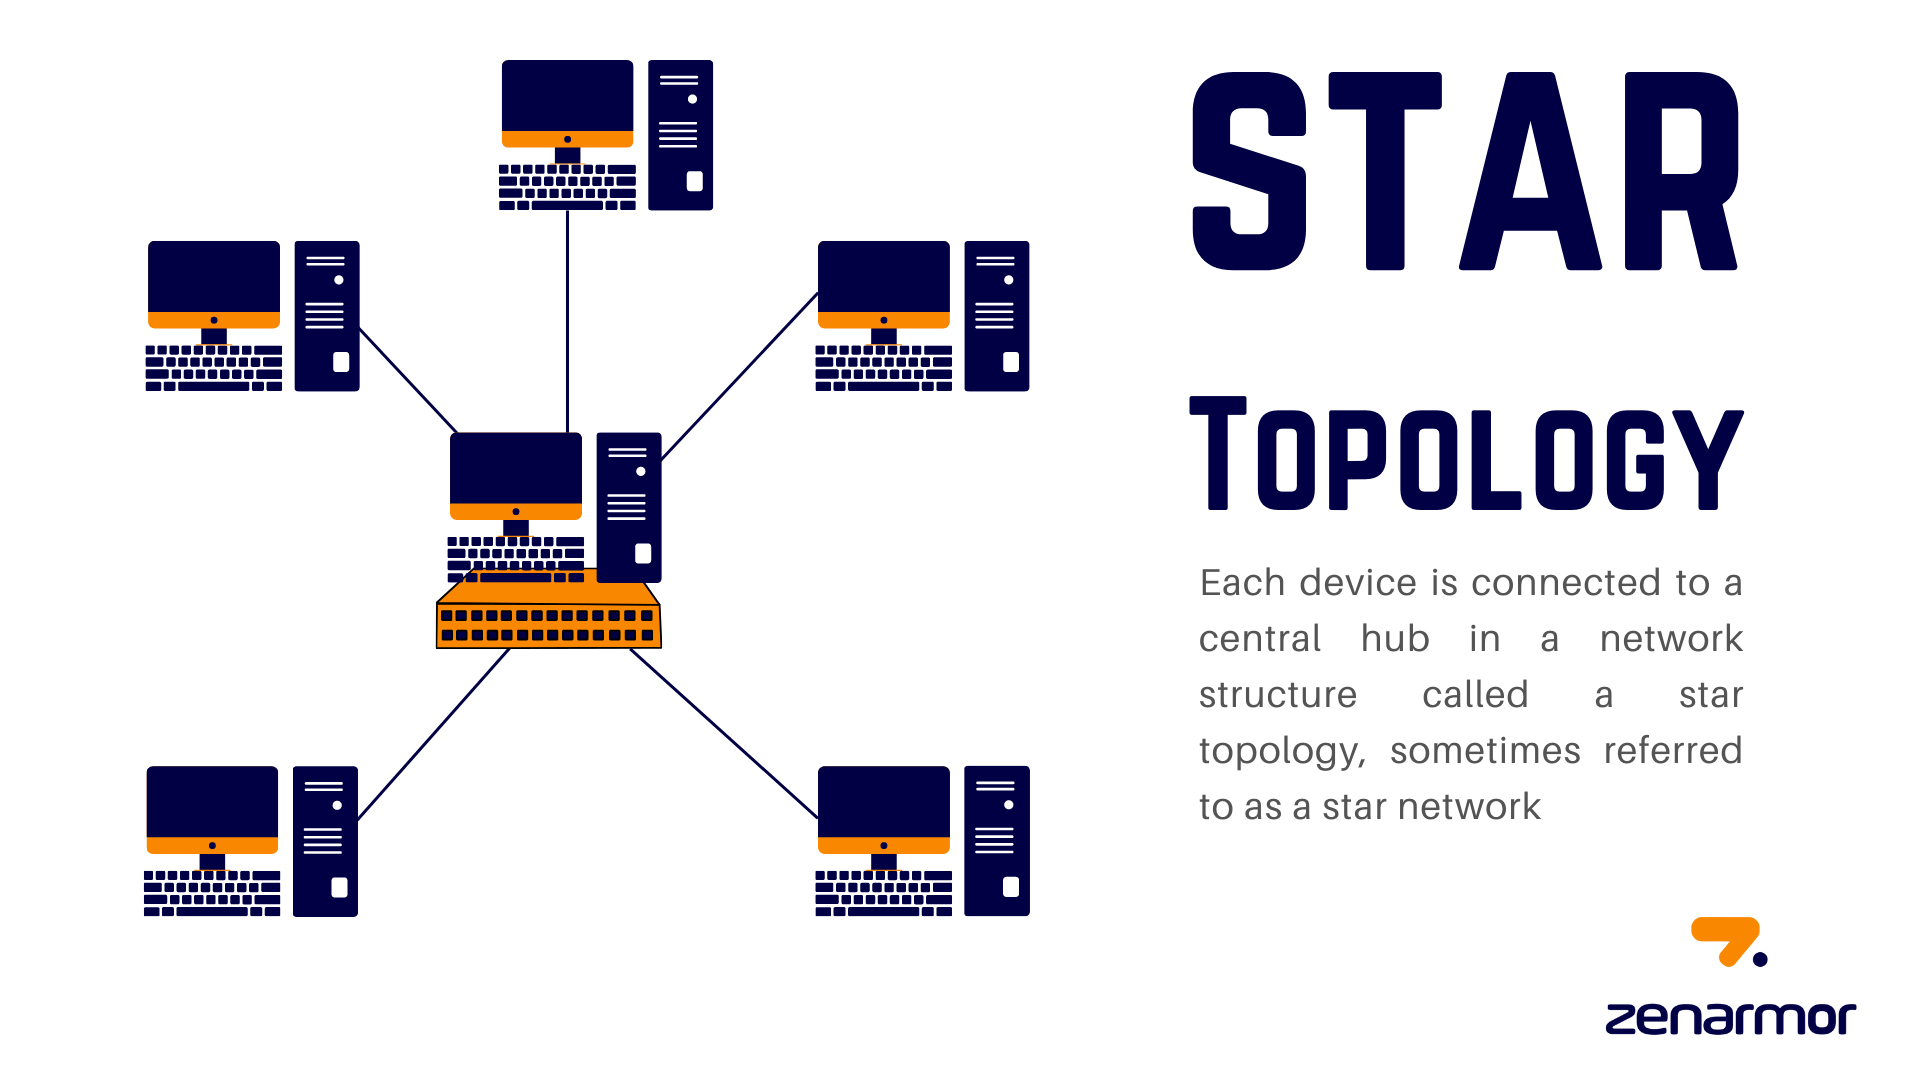 STAR
TOPOLOGY
Each device is connected to a
central hub in a network
structure called a star
topology, sometimes referred
to as a star network
zenarmor